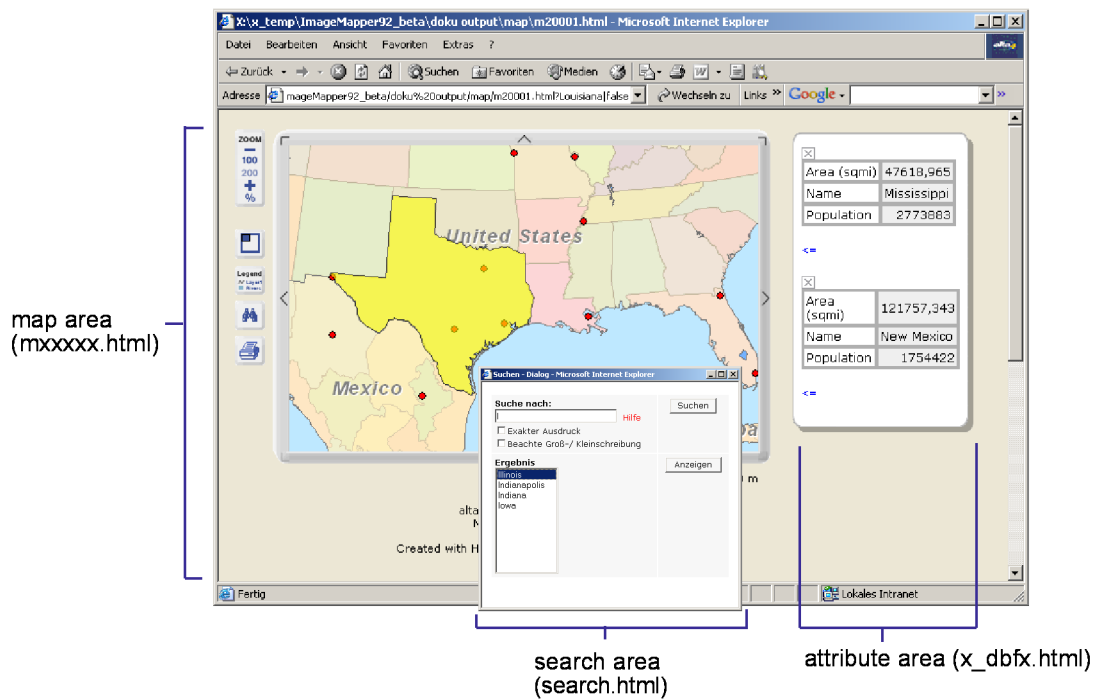 X:\x_temp\ImageMapper92_beta\doku output\map\m20001.html - Microsoft Internet Explorer
Datei Bearbeiten Ansicht Favoriten Extras ?
Zurück Suchen Favoriten Medien
Adresse mageMapper92_beta/doku%20output/map/m20001.html?Louisiana|false Wechseln zu Links » Google »
ZOOM
100
200
%
Legend
United States
Mexico
Area (sqmi) 47618,965
Name Mississippi
Population 2773883
<=
Area (sqmi) 121757,343
Name New Mexico
Population 1754422
<=
map area
(mxxxxx.html)
Suchen - Dialog - Microsoft Internet Explorer
Suche nach:
Suchen
Hilfe
Exakter Ausdruck
Beachte Groß-/ Kleinschreibung
Ergebnis
Anzeigen
Illinois
Indianapolis
Indiana
Iowa
ba
m
alta
N
Created with H
Fertig
Lokales Intranet
search area
(search.html)
attribute area (x_dbfx.html)